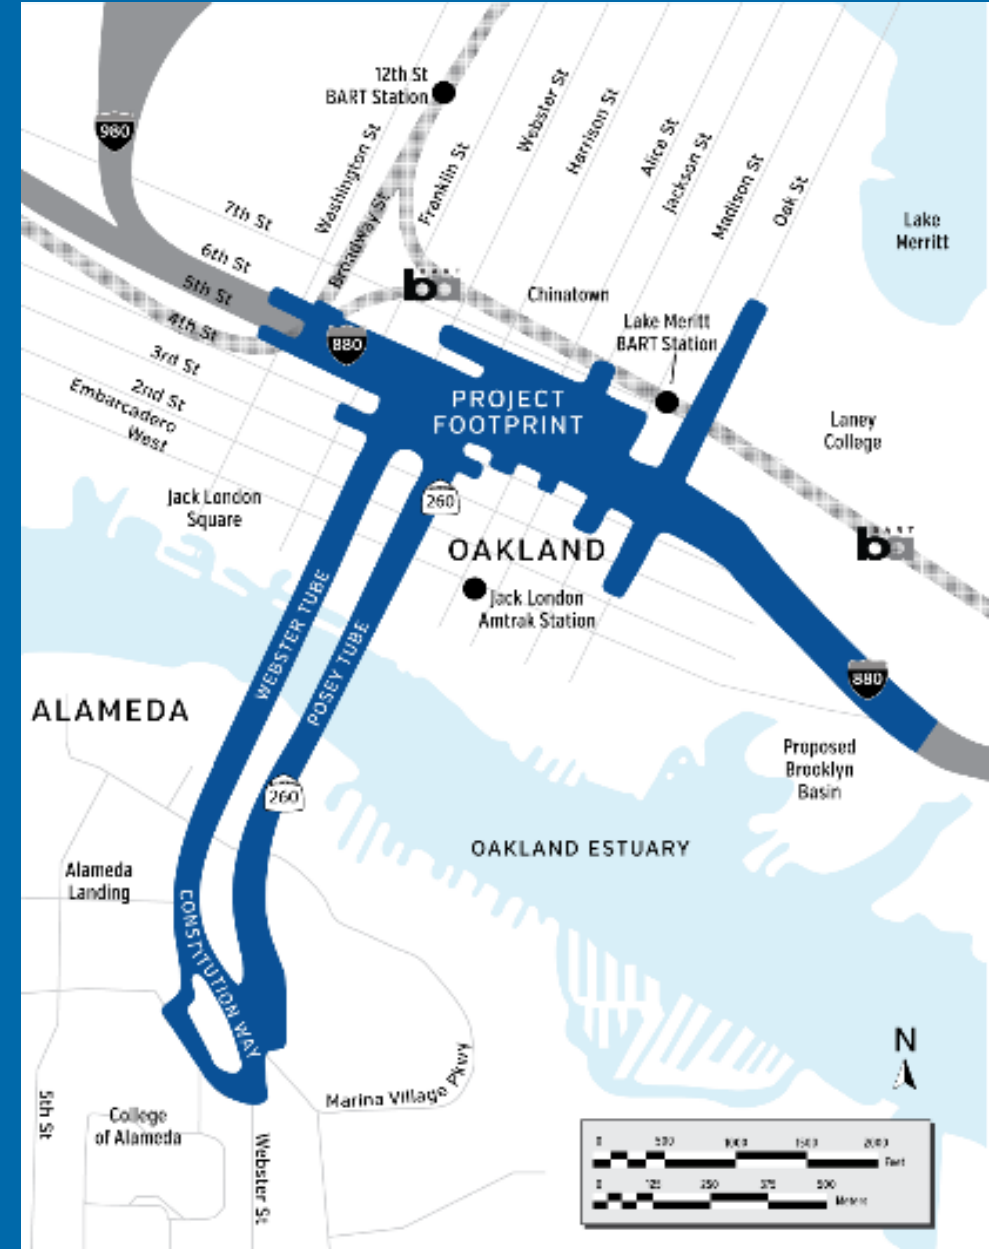 12th St
BART Station
980
Washington St
Broadway St
Franklin St
Webster St
Harrison St
Alice St
Jackson St
Madison St
Oak St
Lake
Merritt
7th St
6th St
5th St
4th St
3rd St
2nd St
Embarcadero
West
BART
ba
Chinatown
Lake Meritt
BART Station
880
PROJECT
FOOTPRINT
Laney
College
Jack London
Square
260
OAKLAND
BART
ba
Jack London
Amtrak Station
WEBSTER TUBE
POSEY TUBE
880
ALAMEDA
260
Proposed
Brooklyn
Basin
OAKLAND ESTUARY
Alameda
Landing
CONSTITUTION WAY
N
Marina Village Pkwy
5th St
College
of Alameda
Webster St
0 500 1000 1500 2000
Feet
0 125 250 375 500
Meters